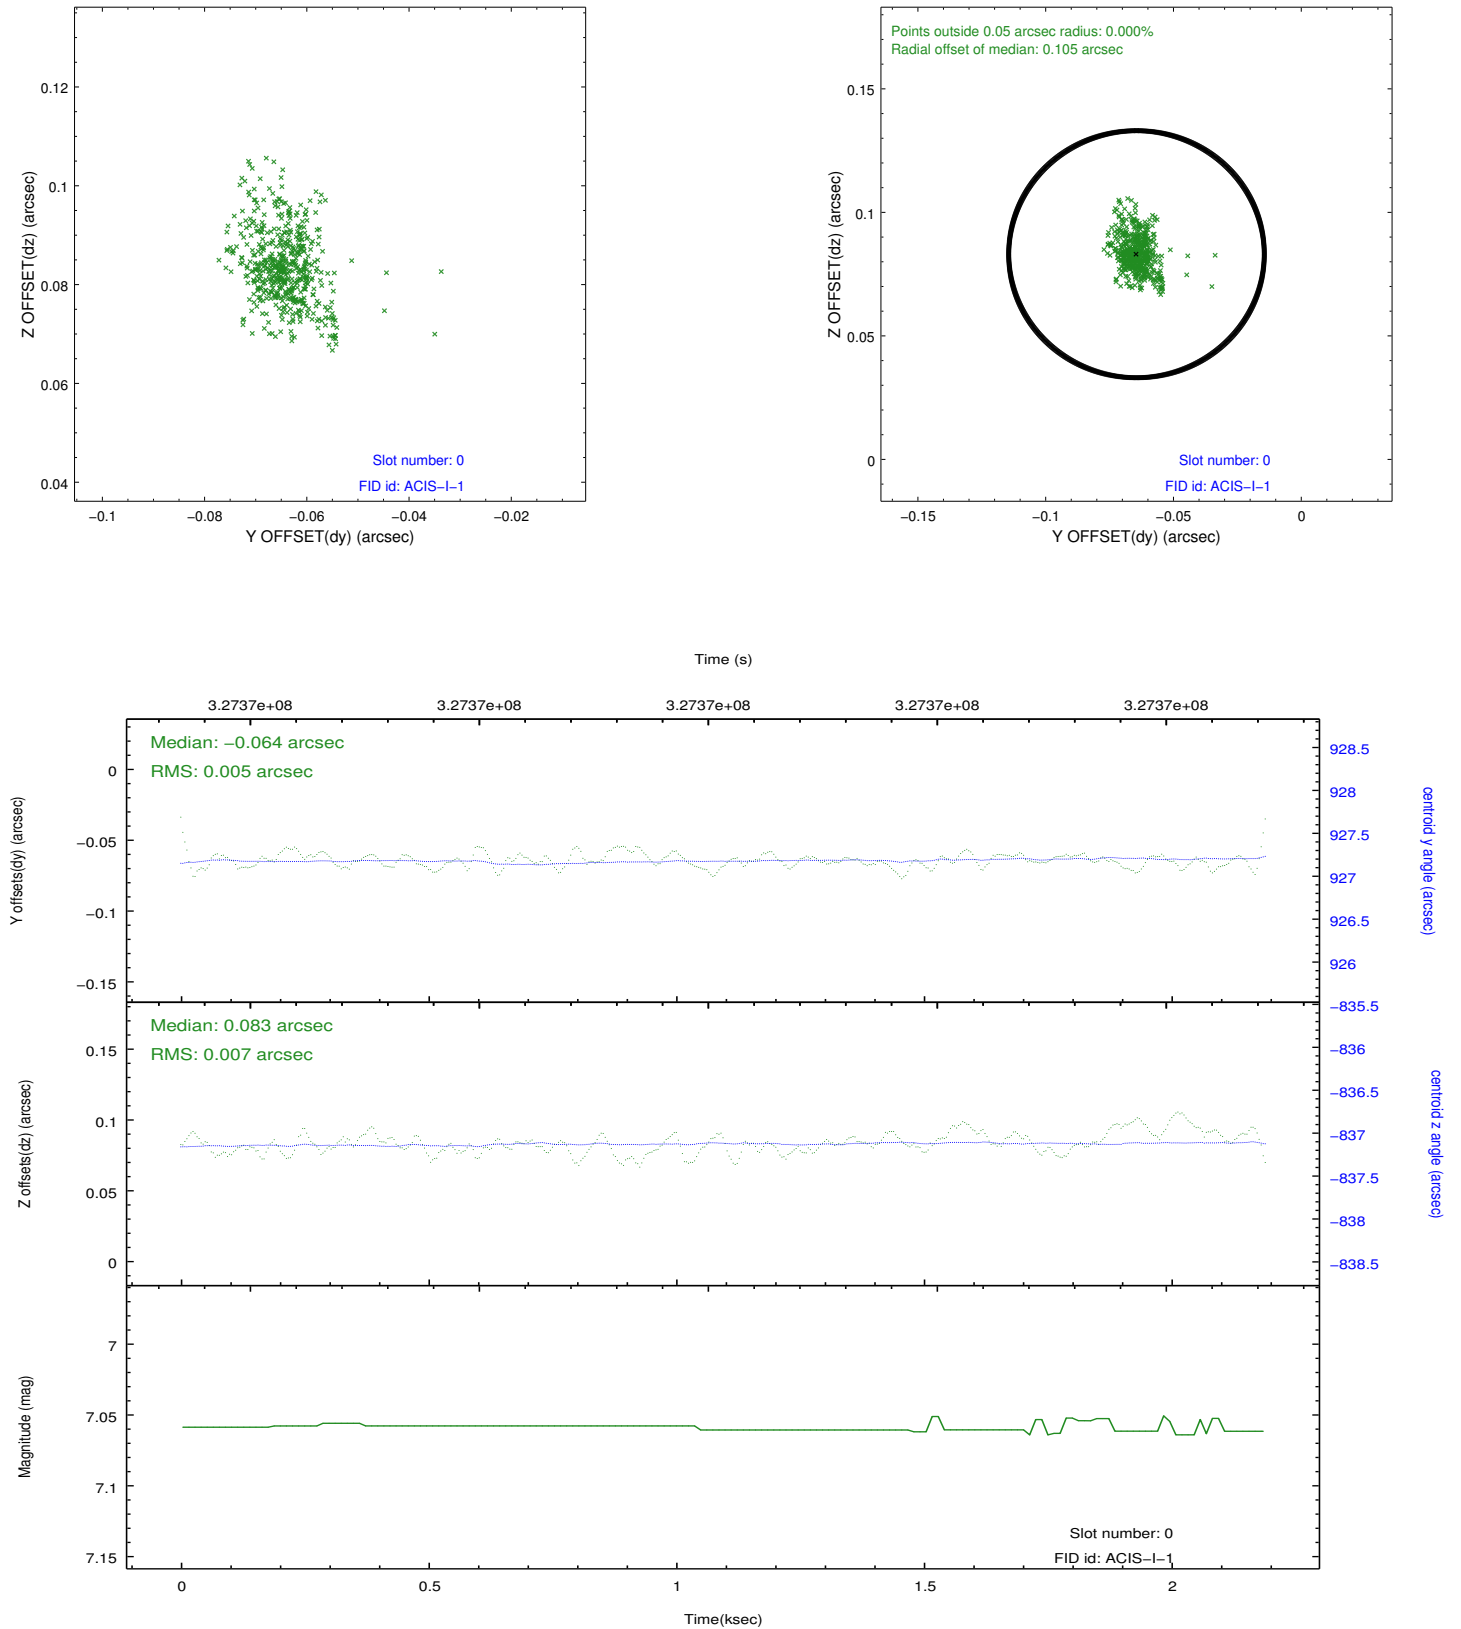 0.12
0.1
0.08
0.06
0.04
Z OFFSET(dz) (arcsec)
Slot number: 0
FID id: ACIS−I−1
−0.1 −0.08 −0.06 −0.04 −0.02
Y OFFSET(dy) (arcsec)
Points outside 0.05 arcsec radius: 0.000%
Radial offset of median: 0.105 arcsec
0.15
0.1
0.05
0
Z OFFSET(dz) (arcsec)
Slot number: 0
FID id: ACIS−I−1
−0.15 −0.1 −0.05 0
Y OFFSET(dy) (arcsec)
Time (s)
3.2737e+08 3.2737e+08 3.2737e+08 3.2737e+08 3.2737e+08
Median: −0.064 arcsec
RMS: 0.005 arcsec
0
−0.05
−0.1
−0.15
Y offsets(dy) (arcsec)
928.5
928
927.5
927
926.5
926
centroid y angle (arcsec)
Median: 0.083 arcsec
RMS: 0.007 arcsec
0.15
0.1
0.05
0
Z offsets(dz) (arcsec)
−835.5
−836
−836.5
−837
−837.5
−838
−838.5
centroid z angle (arcsec)
7
7.05
7.1
7.15
Magnitude (mag)
Slot number: 0
FID id: ACIS−I−1
0 0.5 1 1.5 2
Time(ksec)